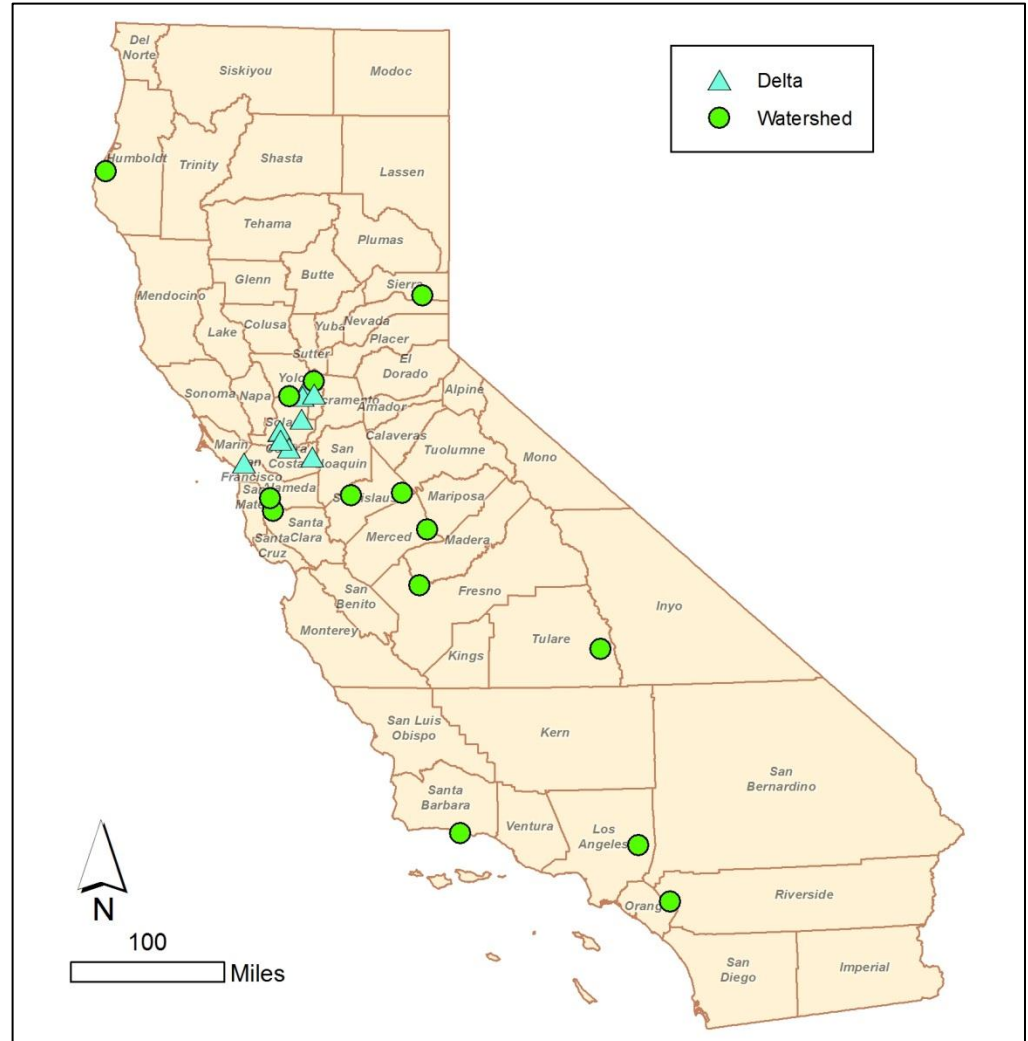 Delta
Watershed
Del
Norte
Siskiyou
Modoc
Humboldt
Trinity
Shasta
Lassen
Tehama
Plumas
Glenn
Butte
Sierra
Mendocino
Colusa
Lake
Yuba
Nevada
Placer
Sutter
El
Dorado
Yolo
Sonoma
Napa
Alpine
Amador
Calaveras
Marin
San
Tuolumne
Mono
Costa
Francisco
Mariposa
Santa
Clara
Merced
Madera
Santa
Cruz
San
Benito
Fresno
Inyo
Monterey
Kings
Tulare
San Luis
Obispo
Kern
San
Bernardino
Santa
Barbara
Ventura
Los
Angeles
Riverside
San
Diego
Imperial
N
100
Miles